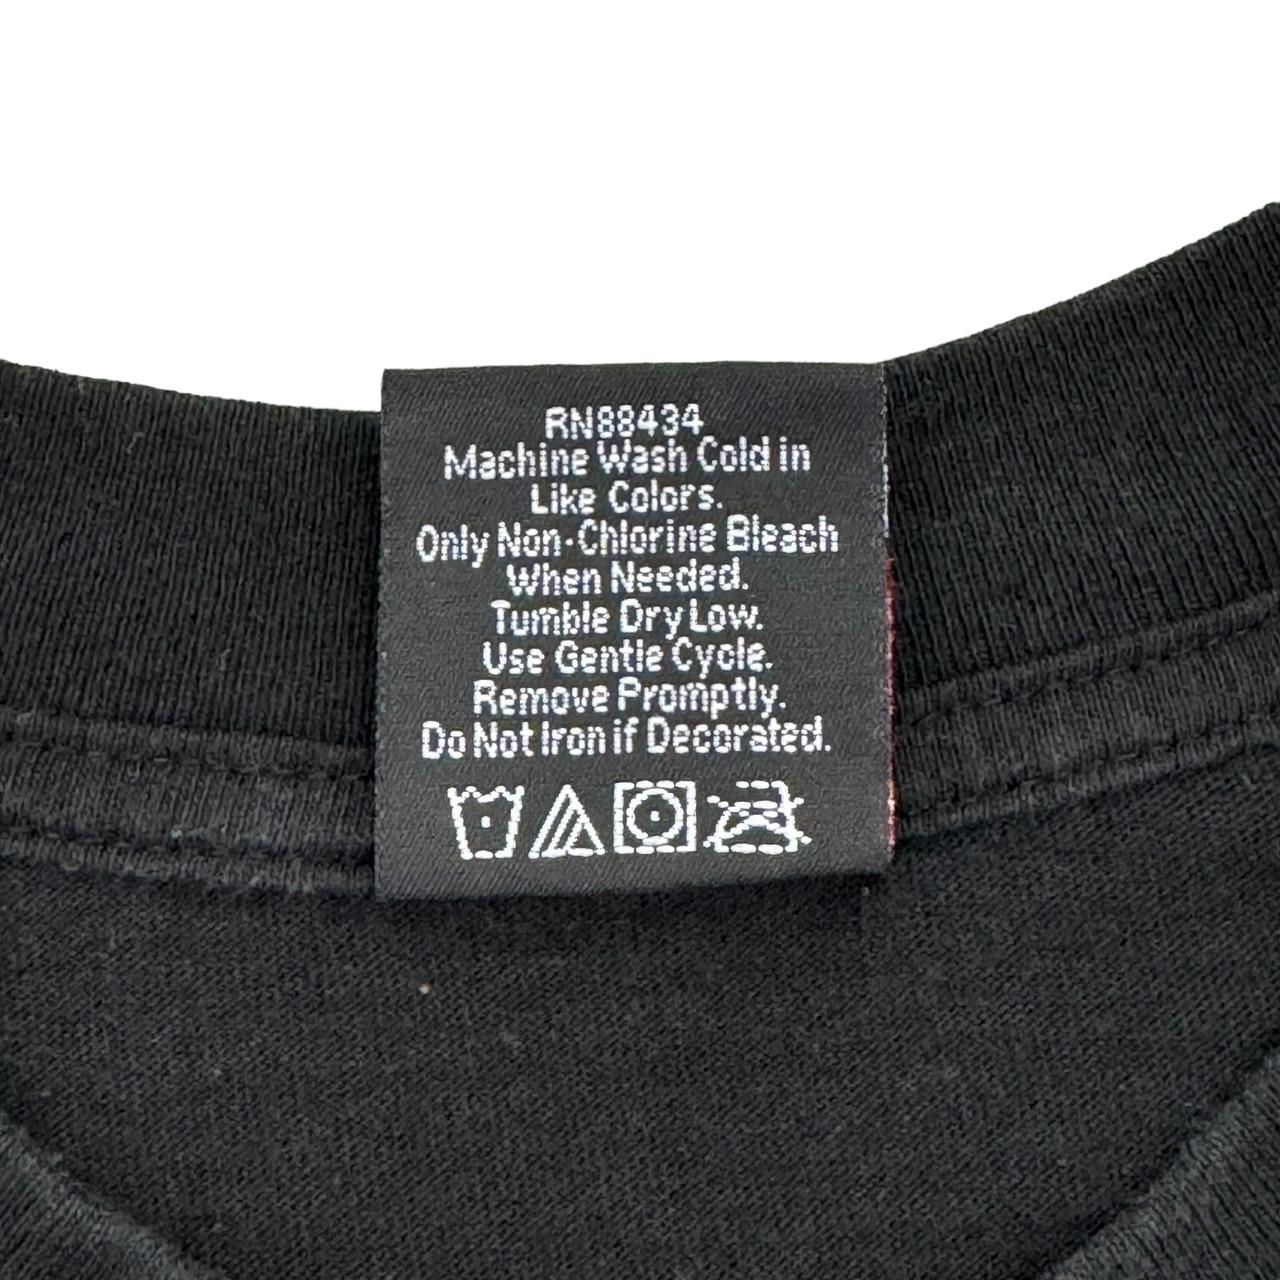 RN88434
Machine Wash Cold in
Like Colors.
Only Non-Chlorine Bleach
When Needed.
Tumble Dry Low.
Use Gentle Cycle.
Remove Promptly.
Do Not Iron if Decorated.